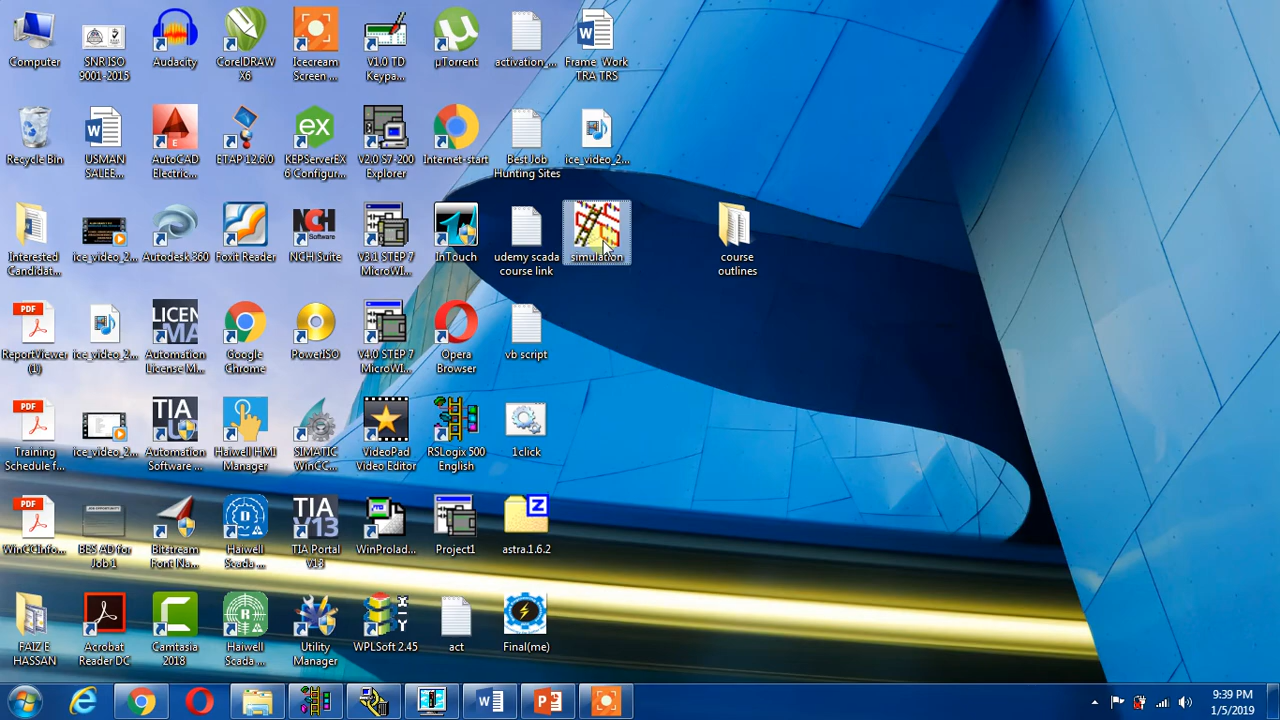 Computer
SNR ISO
9001-2015
Audacity
CorelDRAW
X6
Icecream
Screen ...
V1.0 TD
Keypa...
µTorrent
activation_...
Frame_Work
TRA TRS
Recycle Bin
USMAN
SALEE...
AutoCAD
Electric...
ETAP 12.6.0
KEPServerEX
6 Configur...
V2.0 S7-200
Explorer
Internet-start
Best Job
Hunting Sites
ice_video_2...
Interested
Candidat...
ice_video_2...
Autodesk 360
Foxit Reader
NCH Suite
V3.1 STEP 7
MicroWI...
InTouch
udemy scada
course link
simulation
course
outlines
ReportViewer
(1)
ice_video_2...
Automation
License M...
Google
Chrome
PowerISO
V4.0 STEP 7
MicroWI...
Opera
Browser
vb script
Training
Schedule f...
ice_video_2...
Automation
Software ...
Haiwell HMI
Manager
SIMATIC
WinCC...
VideoPad
Video Editor
RSLogix 500
English
1click
WinCCInfo...
BES AD for
Job 1
Bitstream
Font Na...
Haiwell
Scada ...
TIA Portal
V13
WinProlad...
Project1
astra.1.6.2
FAIZ E
HASSAN
Acrobat
Reader DC
Camtasia
2018
Haiwell
Scada ...
Utility
Manager
WPLSoft 2.45
act
Final(me)
9:39 PM
1/5/2019